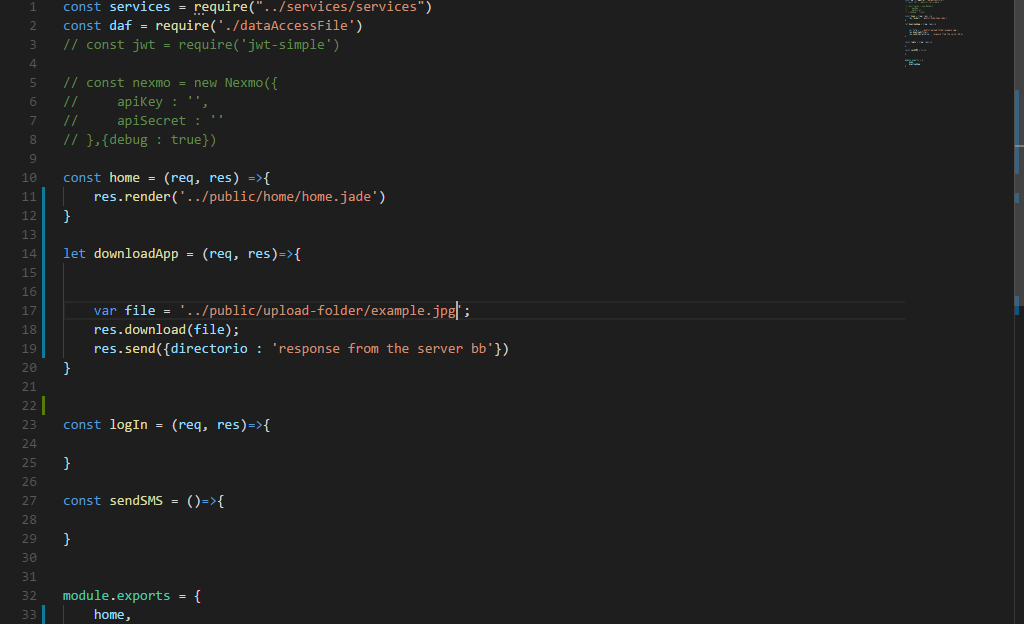 1 const services = require("../services/services")
2 const daf = require('./dataAccessFile')
3 // const jwt = require('jwt-simple')
4
5 // const nexmo = new Nexmo({
6 //     apiKey : '',
7 //     apiSecret : ''
8 // },{debug : true})
9
10 const home = (req, res) =>{
11     res.render('../public/home/home.jade')
12 }
13
14 let downloadApp = (req, res)=>{
15
16
17     var file = '../public/upload-folder/example.jpg';
18     res.download(file);
19     res.send({directorio : 'response from the server bb'})
20 }
21
22
23 const logIn = (req, res)=>{
24
25 }
26
27 const sendSMS = ()=>{
28
29 }
30
31
32 module.exports = {
33     home,